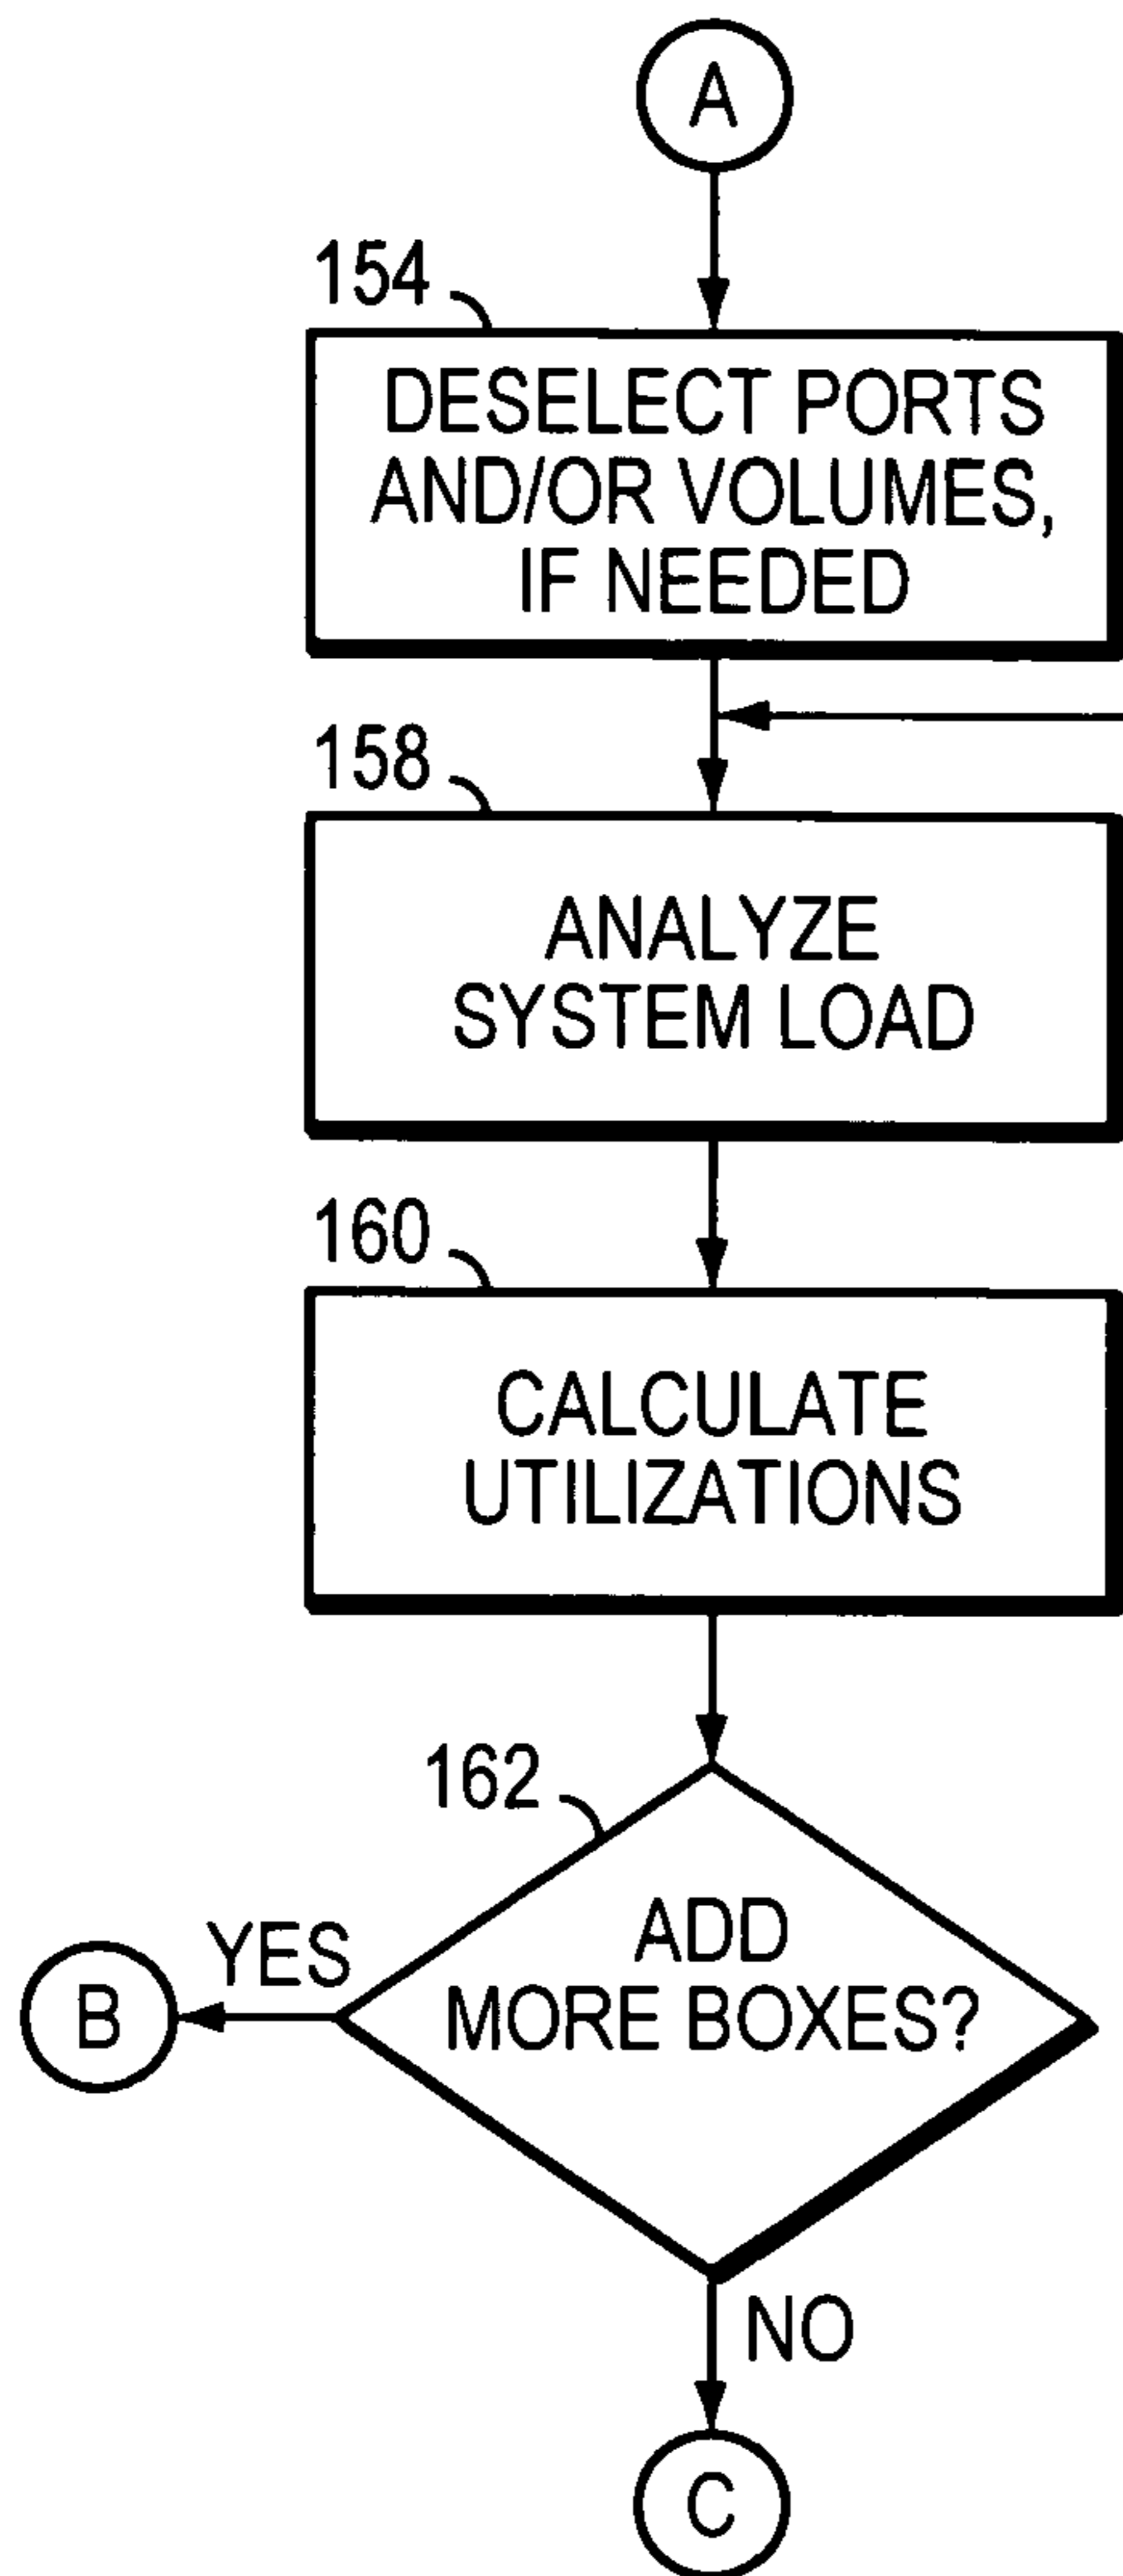 A
154
DESELECT PORTS
AND/OR VOLUMES,
IF NEEDED
158
ANALYZE
SYSTEM LOAD
160
CALCULATE
UTILIZATIONS
162
ADD
MORE BOXES?
YES
B
NO
C